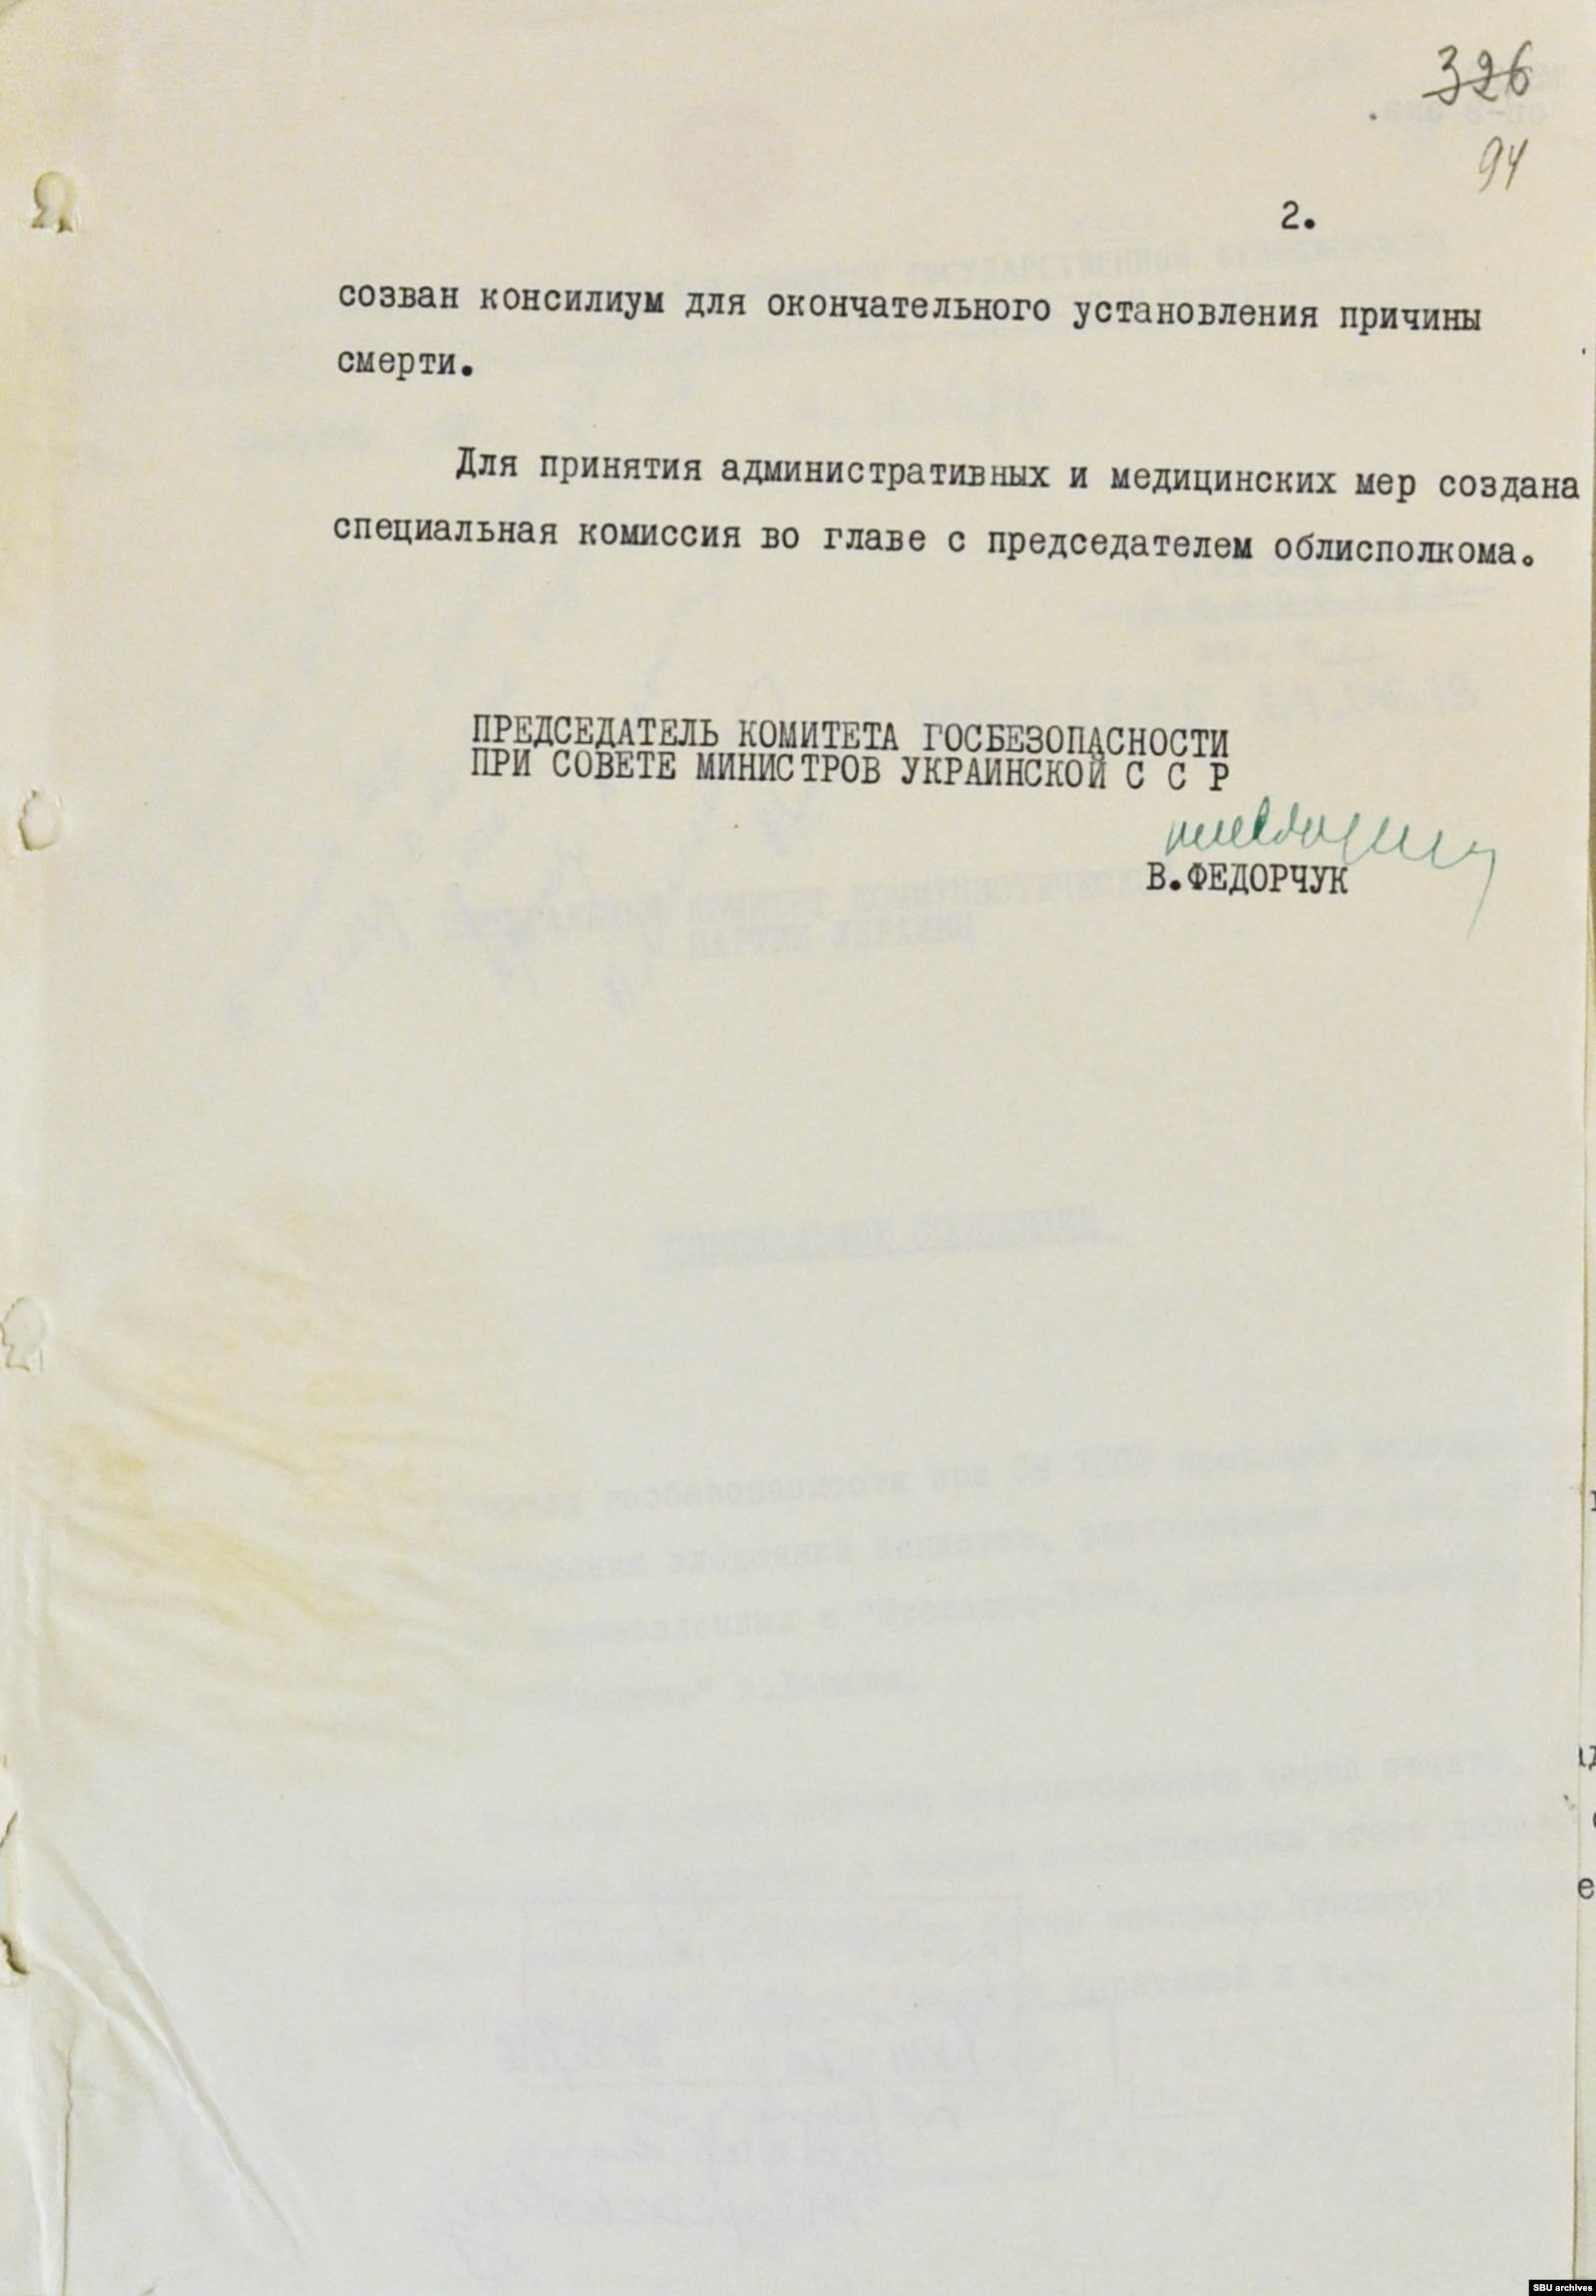 326
94
2.
созван консилиум для окончательного установления причины
смерти.
Для принятия административных и медицинских мер создана
специальная комиссия во главе с председателем облисполкома.
ПРЕДСЕДАТЕЛЬ КОМИТЕТА ГОСБЕЗОПАСНОСТИ
ПРИ СОВЕТЕ МИНИСТРОВ УКРАИНСКОЙ С С Р
В.ФЕДОРЧУК
SBU archives